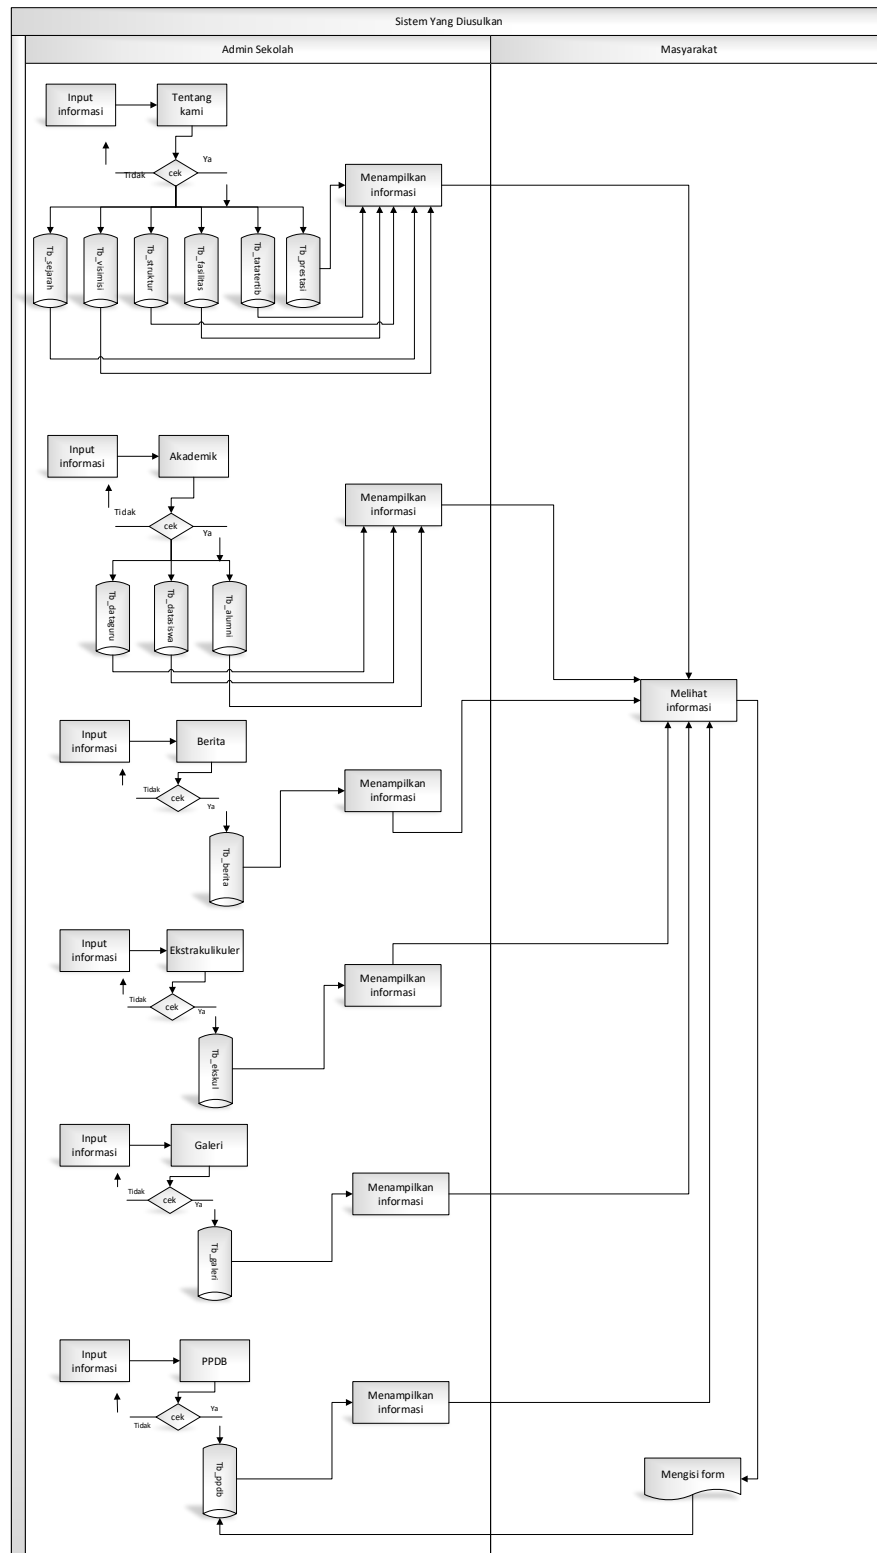 Sistem Yang Diusulkan
Admin Sekolah
Masyarakat
Input
informasi
Tentang
kami
cek
Tidak
Ya
Menampilkan
informasi
Tb_sejarah
Tb_visimisi
Tb_struktur
Tb_fasilitas
Tb_tatatertib
Tb_prestasi
Input
informasi
Akademik
Tidak
cek
Ya
Menampilkan
informasi
Tb_dataguru
Tb_datasiswa
Tb_alumni
Melihat
informasi
Input
informasi
Berita
Tidak
cek
Ya
Menampilkan
informasi
Tb_berita
Input
informasi
Ekstrakulikuler
Tidak
cek
Ya
Menampilkan
informasi
Tb_ekskul
Input
informasi
Galeri
Tidak
cek
Ya
Menampilkan
informasi
Tb_galeri
Input
informasi
PPDB
Tidak
cek
Ya
Menampilkan
informasi
Tb_ppdb
Mengisi form